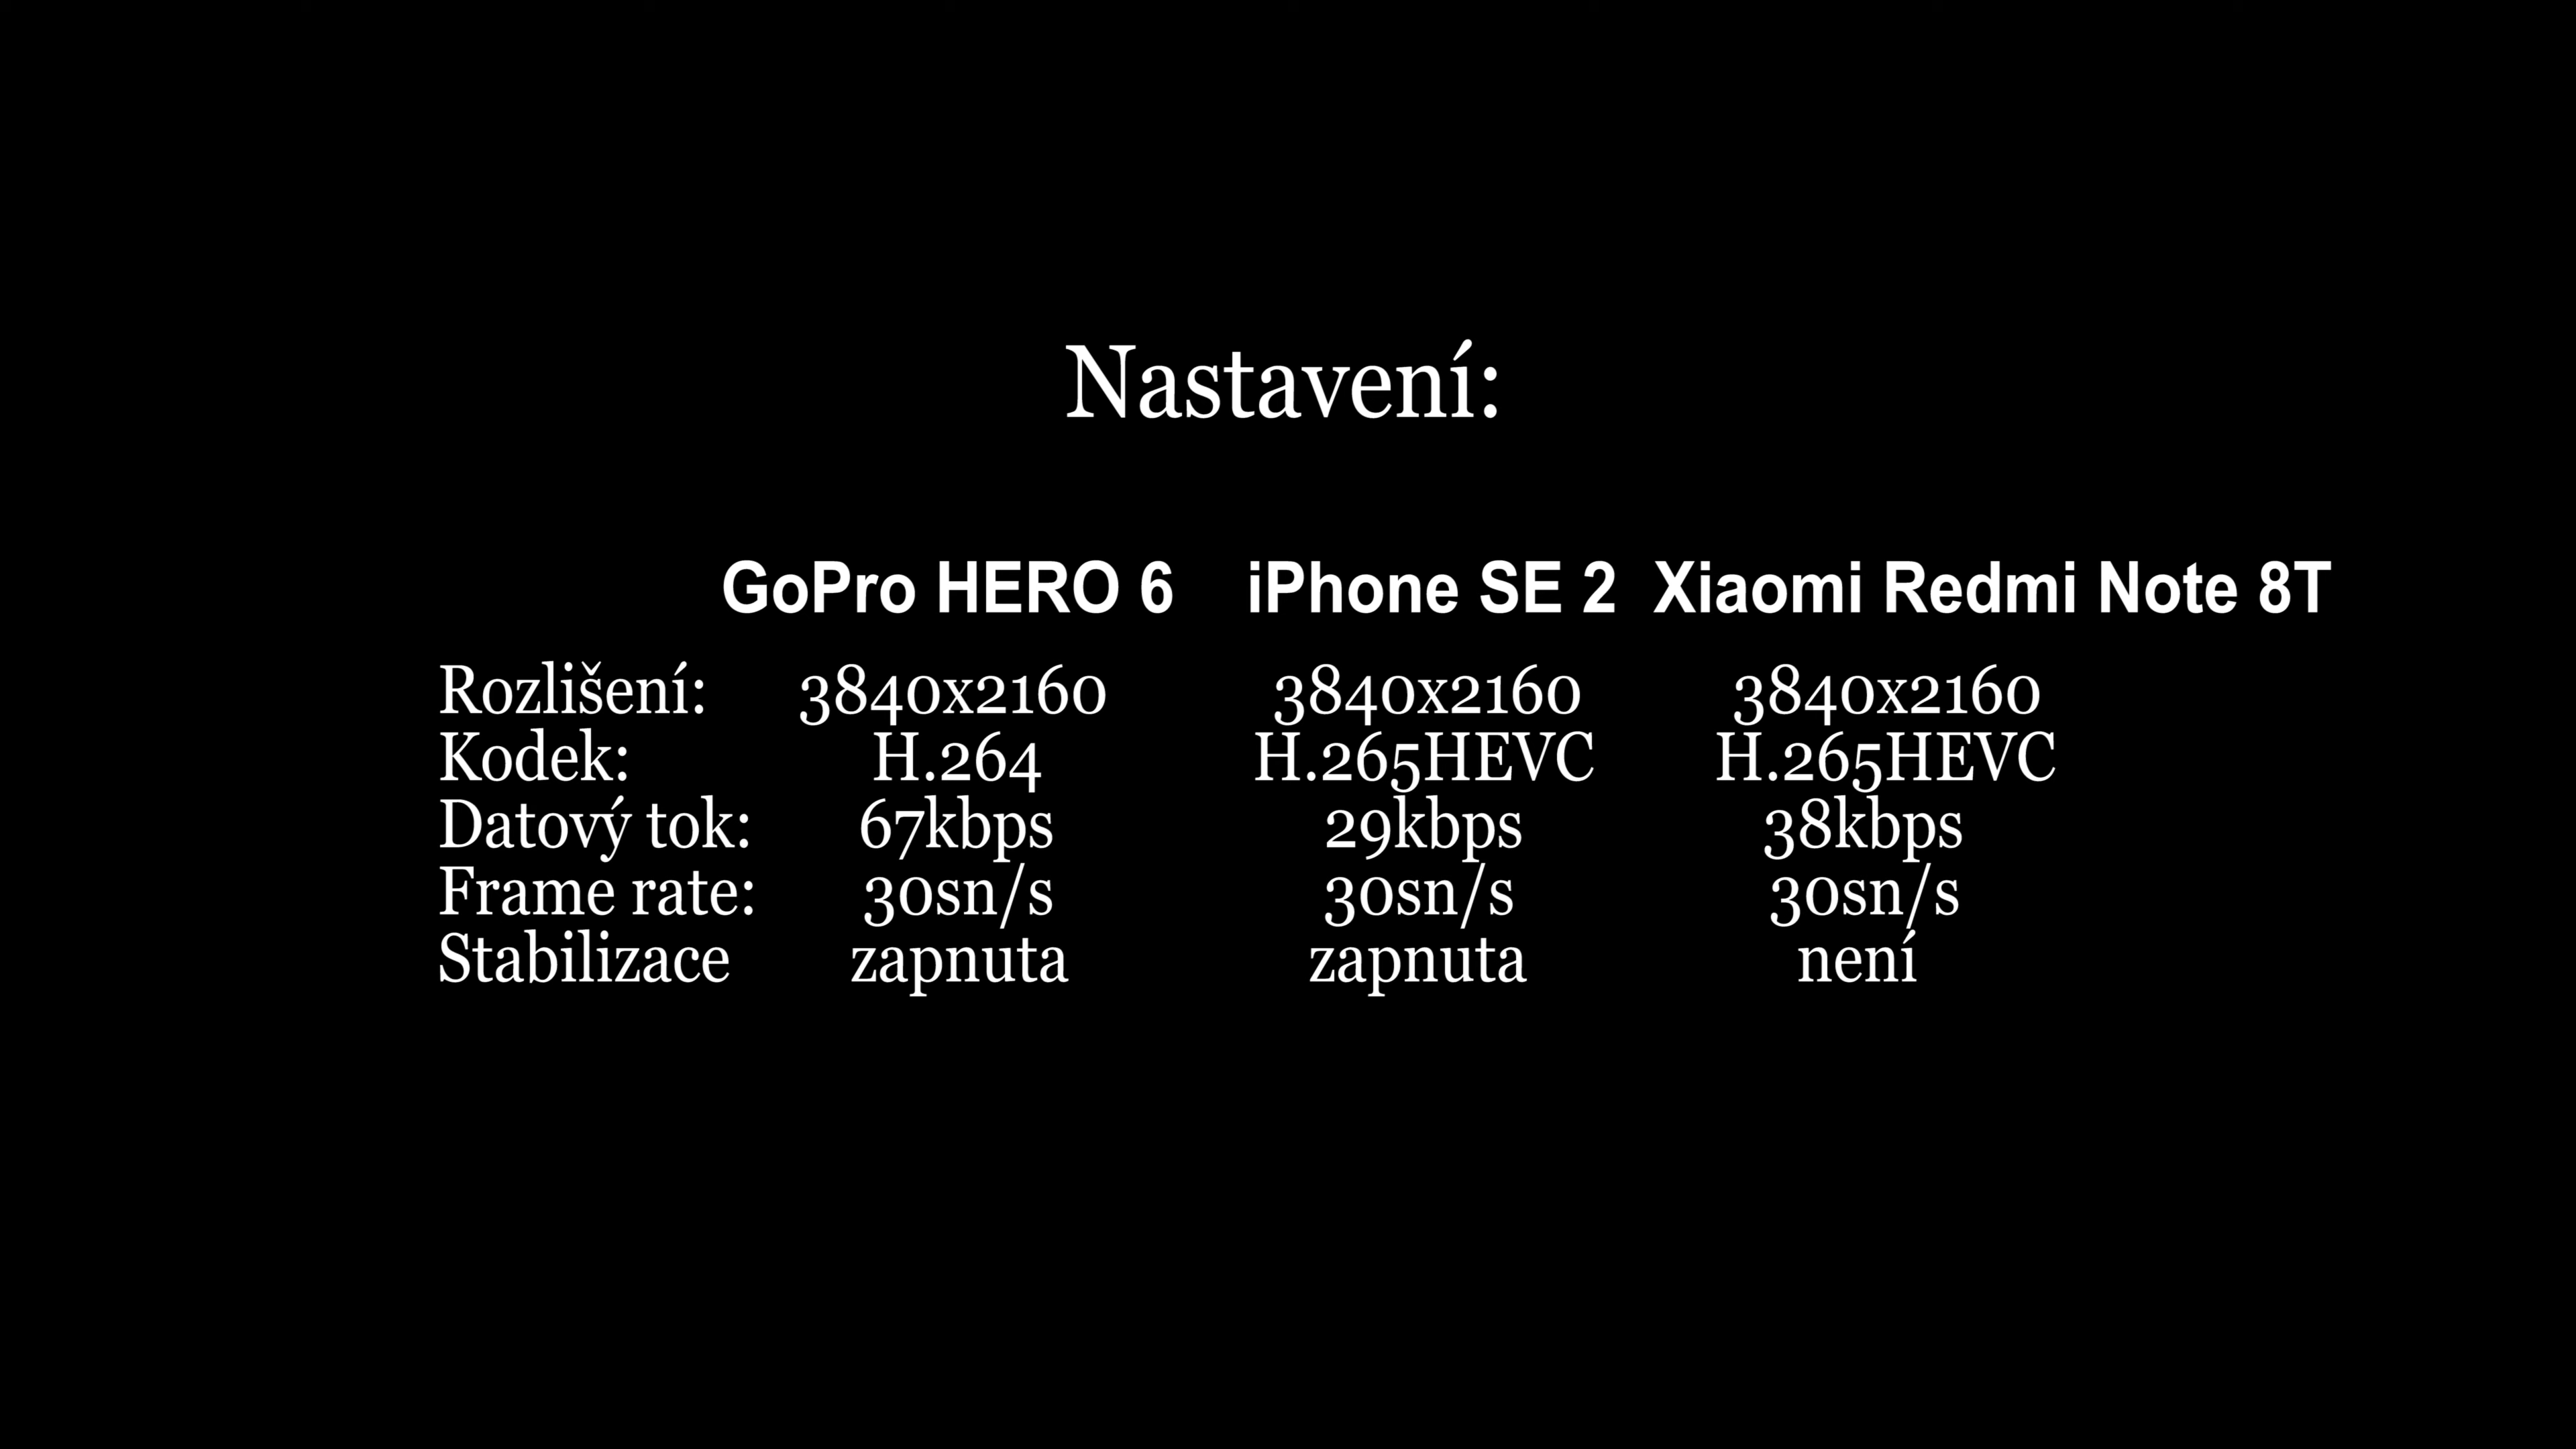 Nastavení:
GoPro HERO 6 iPhone SE 2 Xiaomi Redmi Note 8T
Rozlišení: 3840x2160 3840x2160 3840x2160
Kodek: H.264 H.265HEVC H.265HEVC
Datový tok: 67kbps 29kbps 38kbps
Frame rate: 30sn/s 30sn/s 30sn/s
Stabilizace zapnuta zapnuta není